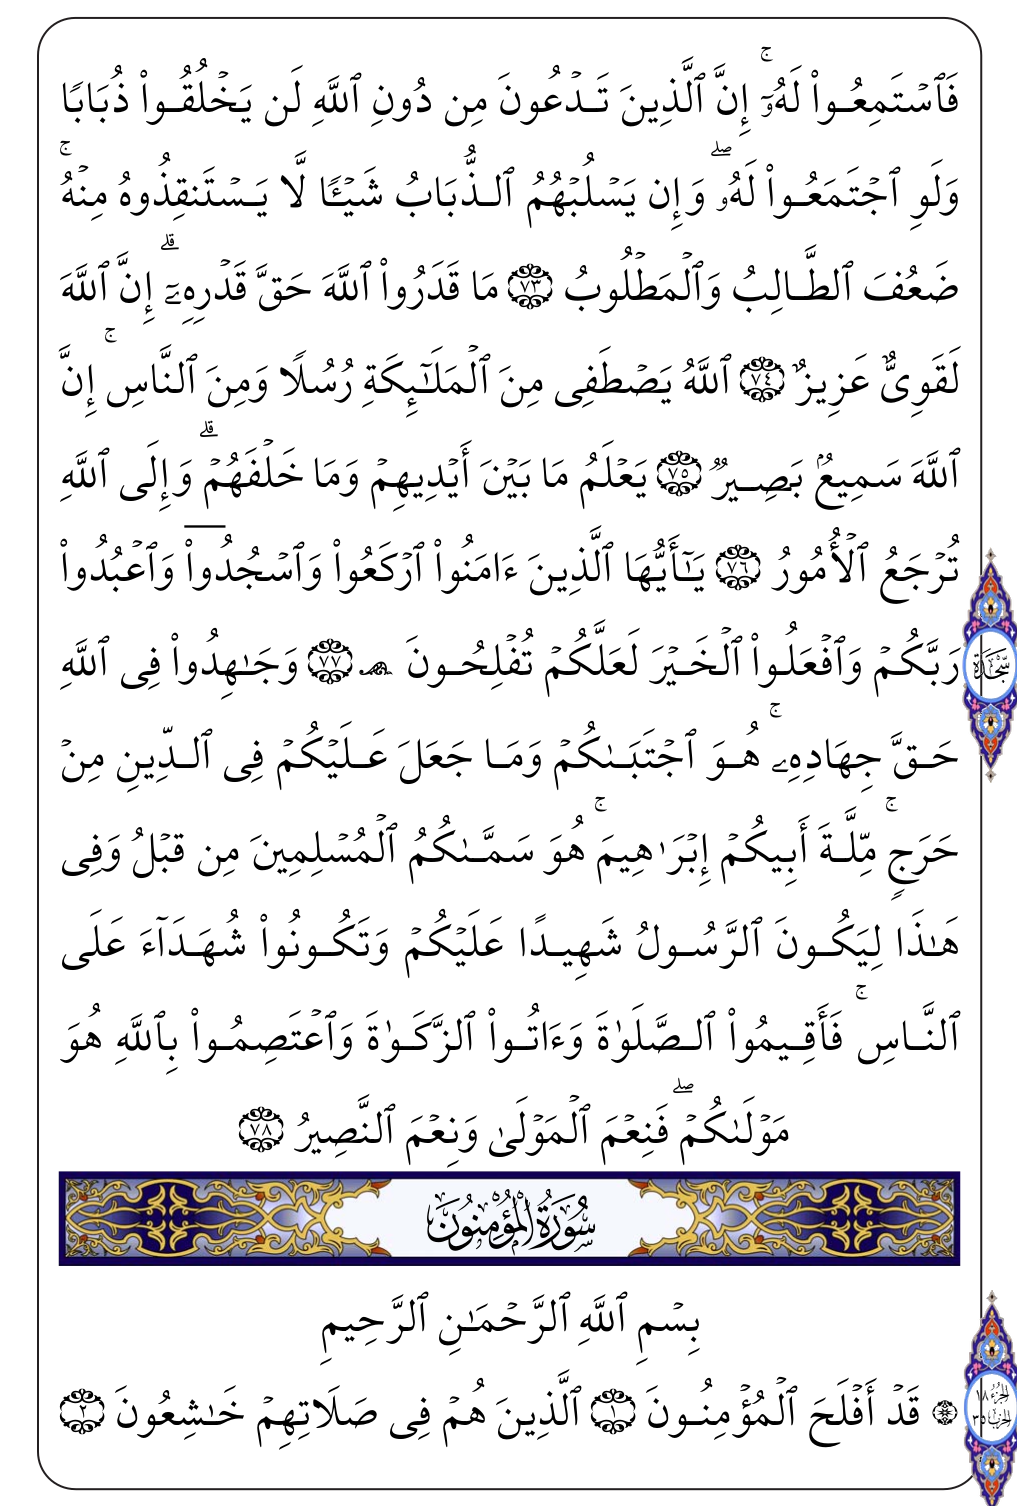 فَٱسۡتَمِعُواْ لَهُۥٓۚ إِنَّ ٱلَّذِينَ تَدۡعُونَ مِن دُونِ ٱللَّهِ لَن يَخۡلُقُواْ ذُبَابٗا
وَلَوِ ٱجۡتَمَعُواْ لَهُۥۖ وَإِن يَسۡلُبۡهُمُ ٱلذُّبَابُ شَيۡـٔٗا لَّا يَسۡتَنقِذُوهُ مِنۡهُۚ
ضَعُفَ ٱلطَّالِبُ وَٱلۡمَطۡلُوبُ ٧٣ مَا قَدَرُواْ ٱللَّهَ حَقَّ قَدۡرِهِۦٓۗ إِنَّ ٱللَّهَ
لَقَوِيٌّ عَزِيزٌ ٧٤ ٱللَّهُ يَصۡطَفِي مِنَ ٱلۡمَلَٰٓئِكَةِ رُسُلٗا وَمِنَ ٱلنَّاسِۚ إِنَّ
ٱللَّهَ سَمِيعُۢ بَصِيرٞ ٧٥ يَعۡلَمُ مَا بَيۡنَ أَيۡدِيهِمۡ وَمَا خَلۡفَهُمۡۗ وَإِلَى ٱللَّهِ
تُرۡجَعُ ٱلۡأُمُورُ ٧٦ يَٰٓأَيُّهَا ٱلَّذِينَ ءَامَنُواْ ٱرۡكَعُواْ وَٱسۡجُدُواْ وَٱعۡبُدُواْ
رَبَّكُمۡ وَٱفۡعَلُواْ ٱلۡخَيۡرَ لَعَلَّكُمۡ تُفۡلِحُونَ ۩ ٧٧ وَجَٰهِدُواْ فِي ٱللَّهِ
سَجْدَة
حَقَّ جِهَادِهِۦۚ هُوَ ٱجۡتَبَىٰكُمۡ وَمَا جَعَلَ عَلَيۡكُمۡ فِي ٱلدِّينِ مِنۡ
حَرَجٖۚ مِّلَّةَ أَبِيكُمۡ إِبۡرَٰهِيمَۚ هُوَ سَمَّىٰكُمُ ٱلۡمُسۡلِمِينَ مِن قَبۡلُ وَفِي
هَٰذَا لِيَكُونَ ٱلرَّسُولُ شَهِيدًا عَلَيۡكُمۡ وَتَكُونُواْ شُهَدَآءَ عَلَى
ٱلنَّاسِۚ فَأَقِيمُواْ ٱلصَّلَوٰةَ وَءَاتُواْ ٱلزَّكَوٰةَ وَٱعۡتَصِمُواْ بِٱللَّهِ هُوَ
مَوۡلَىٰكُمۡۖ فَنِعۡمَ ٱلۡمَوۡلَىٰ وَنِعۡمَ ٱلنَّصِيرُ ٧٨
سُورَةُ المُؤْمِنُونَ
بِسۡمِ ٱللَّهِ ٱلرَّحۡمَٰنِ ٱلرَّحِيمِ
۞ قَدۡ أَفۡلَحَ ٱلۡمُؤۡمِنُونَ ١ ٱلَّذِينَ هُمۡ فِي صَلَاتِهِمۡ خَٰشِعُونَ ٢
الجزء ١٨
الحزب ٣٥